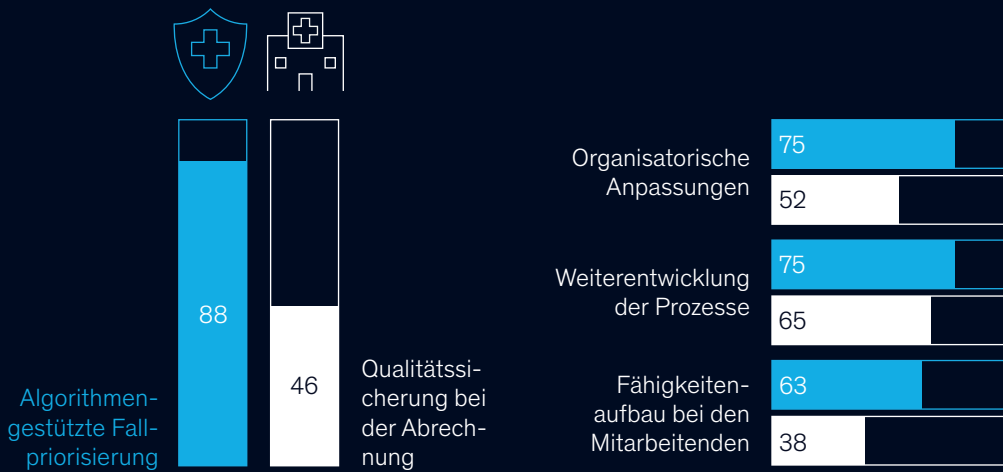 88
Algorithmen-
gestützte Fall-
priorisierung
46
Qualitätssi-
cherung bei
der Abrech-
nung
Organisatorische
Anpassungen
75
52
Weiterentwicklung
der Prozesse
75
65
Fähigkeiten-
aufbau bei den
Mitarbeitenden
63
38